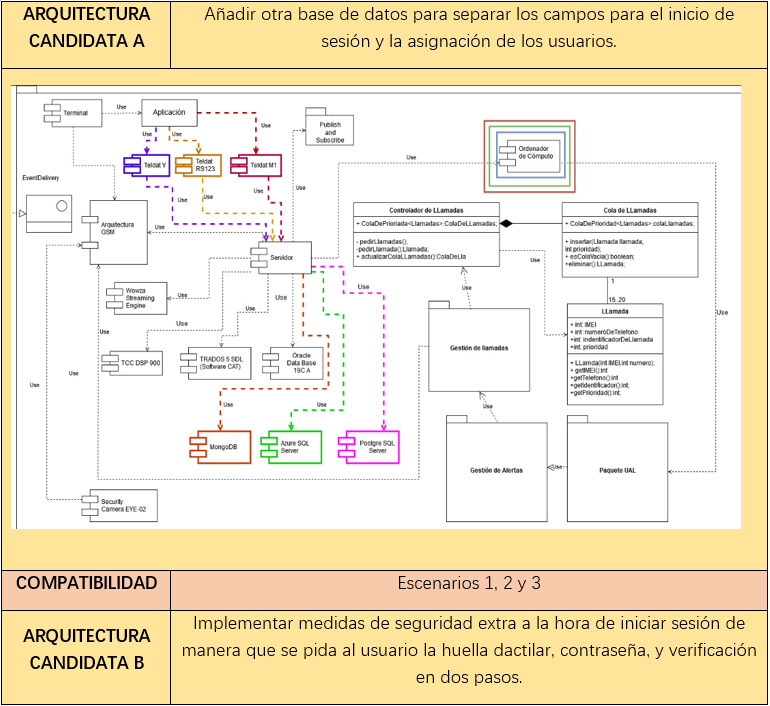 ARQUITECTURA
CANDIDATA A
Añadir otra base de datos para separar los campos para el inicio de
sesión y la asignación de los usuarios.
Terminal
Use
Aplicación
Publish
and
Subscribe
Use
Use
Use
Teldat V
Teldat
RS123
Teldat M1
Ordenador
de Cómputo
Use
EventDelivery
Use
Use
Use
Arquitectura
GSM
Use
Servidor
Controlador de LLamadas
+ ColaDePrioriada<Llamadas>:ColaDeLLamadas;
- pedirLlamadas();
-pedirLlamada():Llamada;
+ actualizarColaLLamadas():ColaDeLla
Cola de LLamadas
+ ColaDePrioridad<Llamadas>:colaLlamadas;
+ insertar(Llamada llamada,
int prioridad);
+ esColaVacia():boolean;
+eliminar():LLamada;
Use
Use
Use
Wowza
Streaming
Engine
Use
Use
Use
Use
1
15..20
LLamada
+ int: IMEI
+ int: numeroDeTelefono
+ int: indentificadorDeLlamada
+ int: prioridad
+ LLamda(int IMEI,int numero);
+ getIMEI():int
+getTelefono():int
+getIdentificador():int;
+getPrioridad():int;
Use
Gestión de llamadas
TCC DSP 900
TRADOS 5 SDL
(Software CAT)
Oracle
Data Base
19C A
Use
Use
Use
Use
Use
Use
MongoDB
Azure SQL
Server
Postgre SQL
Server
Use
Gestión de Alertas
Use
Paquete UAL
Security
Camera EYE-02
COMPATIBILIDAD
Escenarios 1, 2 y 3
ARQUITECTURA
CANDIDATA B
Implementar medidas de seguridad extra a la hora de iniciar sesión de
manera que se pida al usuario la huella dactilar, contraseña, y verificación
en dos pasos.